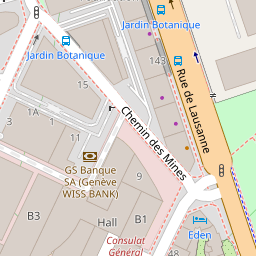 Jardin Botanique
Jardin Botanique
143
15
1A
3
11
Chemin des Mines
Rue de Lausanne
GS Banque
SA (Genève
WISS BANK)
9
B3
Hall
B1
Eden
Consulat
Général